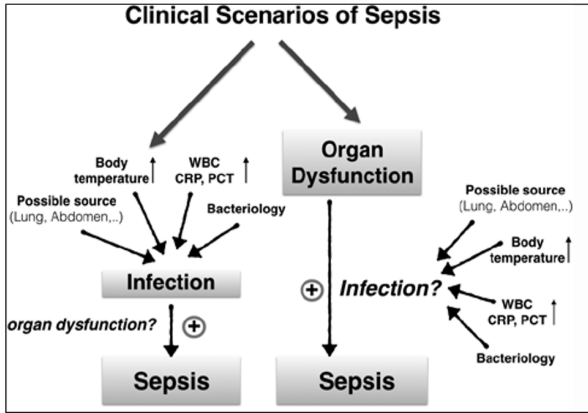 Clinical Scenarios of Sepsis
Body
temperature↑
WBC
CRP, PCT ↑
Possible source
(Lung, Abdomen,..)
Bacteriology
Infection
organ dysfunction?
+
Sepsis
Organ
Dysfunction
+
Infection?
Possible source
(Lung, Abdomen,..)
Body
temperature↑
WBC
CRP, PCT ↑
Bacteriology
Sepsis